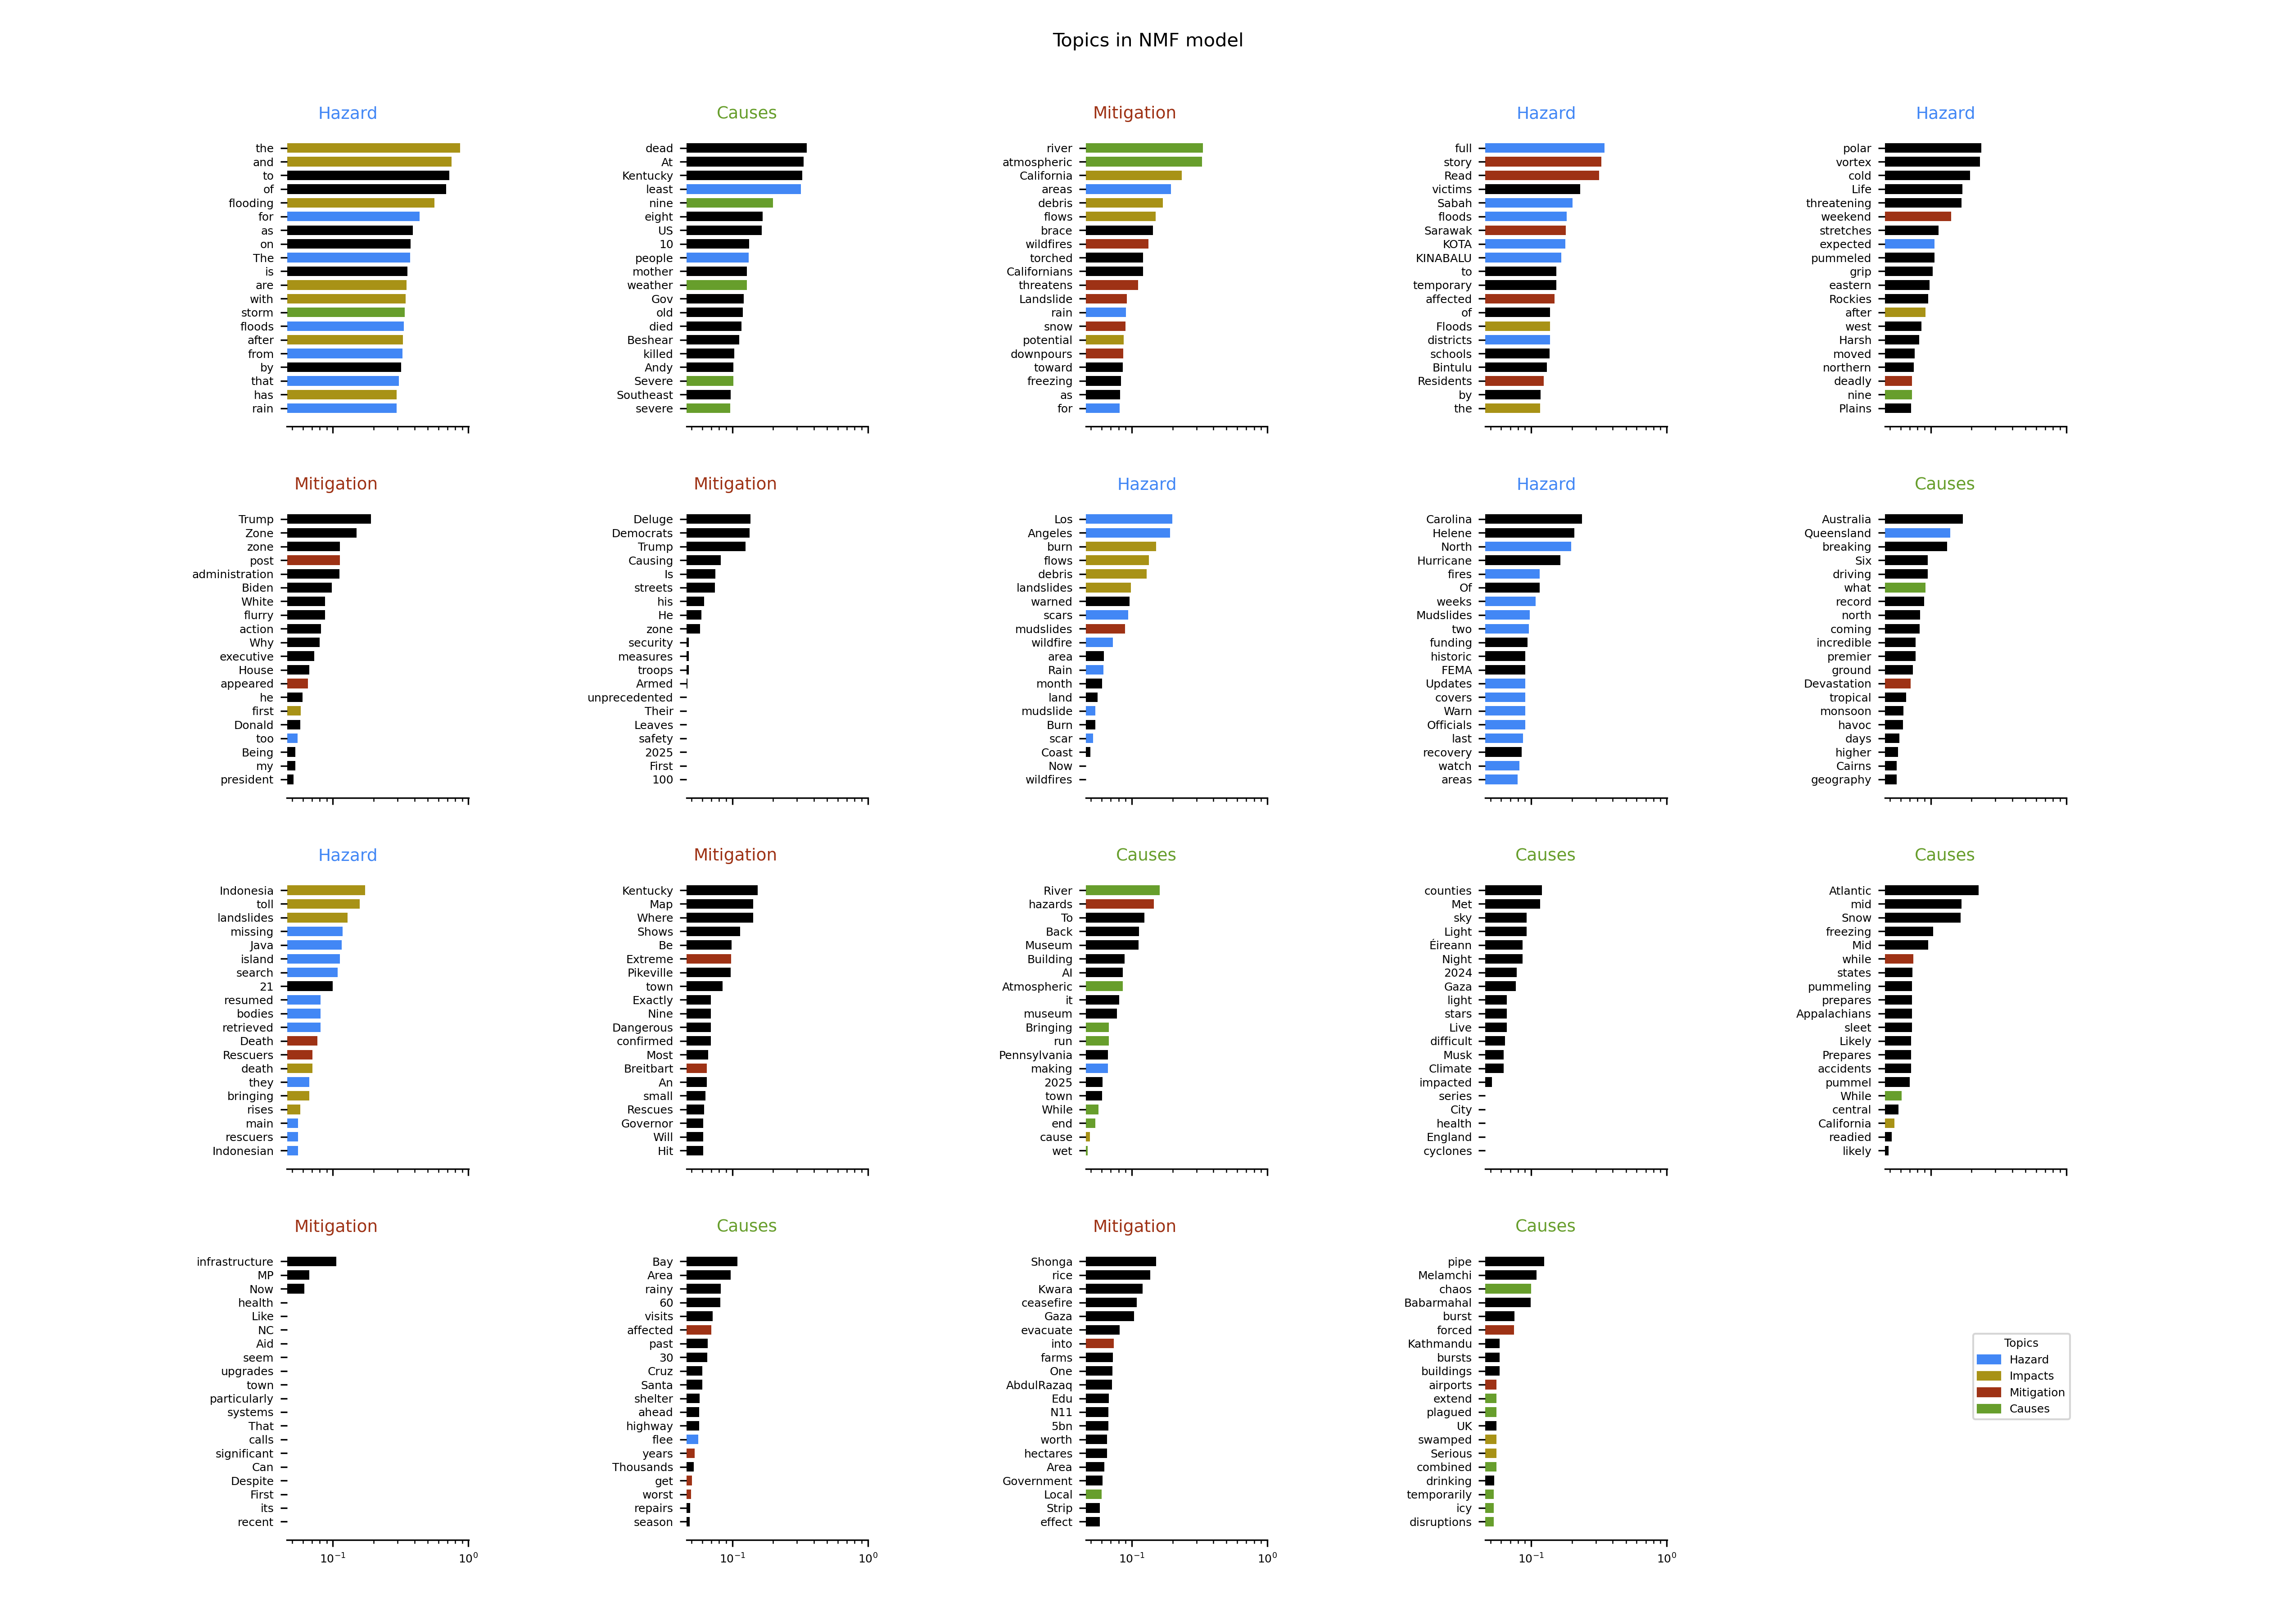 Topics in NMF model
Hazard
the
and
to
of
flooding
for
as
on
The
is
are
with
storm
floods
after
from
by
that
has
rain
Causes
dead
At
Kentucky
least
nine
eight
US
10
people
mother
weather
Gov
old
died
Beshear
killed
Andy
Severe
Southeast
severe
Mitigation
river
atmospheric
California
areas
debris
flows
brace
wildfires
torched
Californians
threatens
Landslide
rain
snow
potential
downpours
toward
freezing
as
for
Hazard
full
story
Read
victims
Sabah
floods
Sarawak
KOTA
KINABALU
to
temporary
affected
of
Floods
districts
schools
Bintulu
Residents
by
the
Hazard
polar
vortex
cold
Life
threatening
weekend
stretches
expected
pummeled
grip
eastern
Rockies
after
west
Harsh
moved
northern
deadly
nine
Plains
Mitigation
Trump
Zone
zone
post
administration
Biden
White
flurry
action
Why
executive
House
appeared
he
first
Donald
too
Being
my
president
Mitigation
Deluge
Democrats
Trump
Causing
Is
streets
his
He
zone
security
measures
troops
Armed
unprecedented
Their
Leaves
safety
2025
First
100
Hazard
Los
Angeles
burn
flows
debris
landslides
warned
scars
mudslides
wildfire
area
Rain
month
land
mudslide
Burn
scar
Coast
Now
wildfires
Hazard
Carolina
Helene
North
Hurricane
fires
Of
weeks
Mudslides
two
funding
historic
FEMA
Updates
covers
Warn
Officials
last
recovery
watch
areas
Causes
Australia
Queensland
breaking
Six
driving
what
record
north
coming
incredible
premier
ground
Devastation
tropical
monsoon
havoc
days
higher
Cairns
geography
Hazard
Indonesia
toll
landslides
missing
Java
island
search
21
resumed
bodies
retrieved
Death
Rescuers
death
they
bringing
rises
main
rescuers
Indonesian
Mitigation
Kentucky
Map
Where
Shows
Be
Extreme
Pikeville
town
Exactly
Nine
Dangerous
confirmed
Most
Breitbart
An
small
Rescues
Governor
Will
Hit
Causes
River
hazards
To
Back
Museum
Building
AI
Atmospheric
it
museum
Bringing
run
Pennsylvania
making
2025
town
While
end
cause
wet
Causes
counties
Met
sky
Light
Éireann
Night
2024
Gaza
light
stars
Live
difficult
Musk
Climate
impacted
series
City
health
England
cyclones
Causes
Atlantic
mid
Snow
freezing
Mid
while
states
pummeling
prepares
Appalachians
sleet
Likely
Prepares
accidents
pummel
While
central
California
readied
likely
Mitigation
infrastructure
MP
Now
health
Like
NC
Aid
seem
upgrades
town
particularly
systems
That
calls
significant
Can
Despite
First
its
recent
10⁻¹ 10⁰
Causes
Bay
Area
rainy
60
visits
affected
past
30
Cruz
Santa
shelter
ahead
highway
flee
years
Thousands
get
worst
repairs
season
10⁻¹ 10⁰
Mitigation
Shonga
rice
Kwara
ceasefire
Gaza
evacuate
into
farms
One
AbdulRazaq
Edu
N11
5bn
worth
hectares
Area
Government
Local
Strip
effect
10⁻¹ 10⁰
Causes
pipe
Melamchi
chaos
Babarmahal
burst
forced
Kathmandu
bursts
buildings
airports
extend
plagued
UK
swamped
Serious
combined
drinking
temporarily
icy
disruptions
10⁻¹ 10⁰
Topics
Hazard
Impacts
Mitigation
Causes